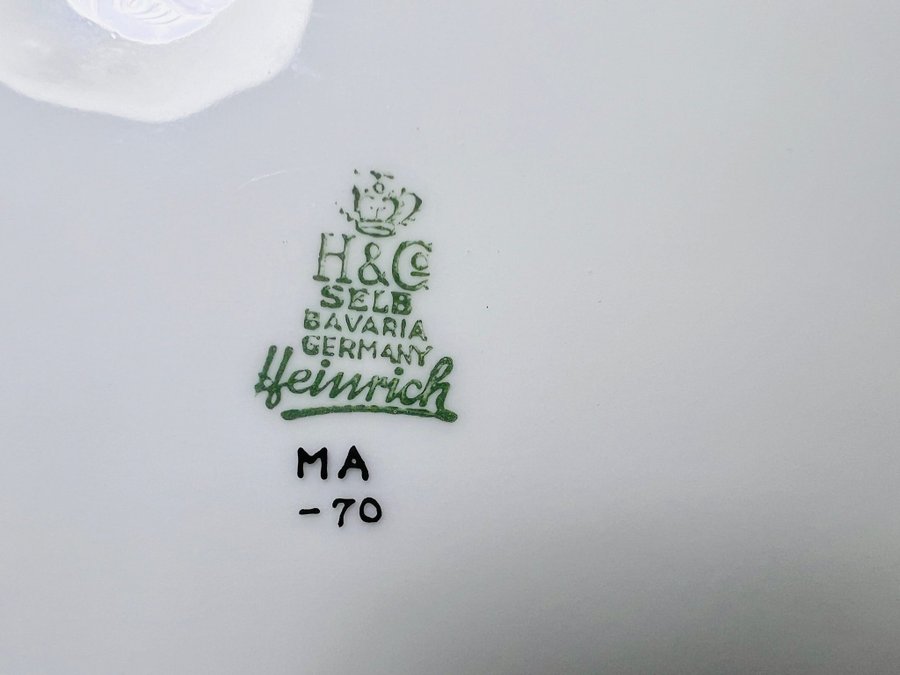 H & Co
SELB
BAVARIA
GERMANY
Heinrich
MA
-70